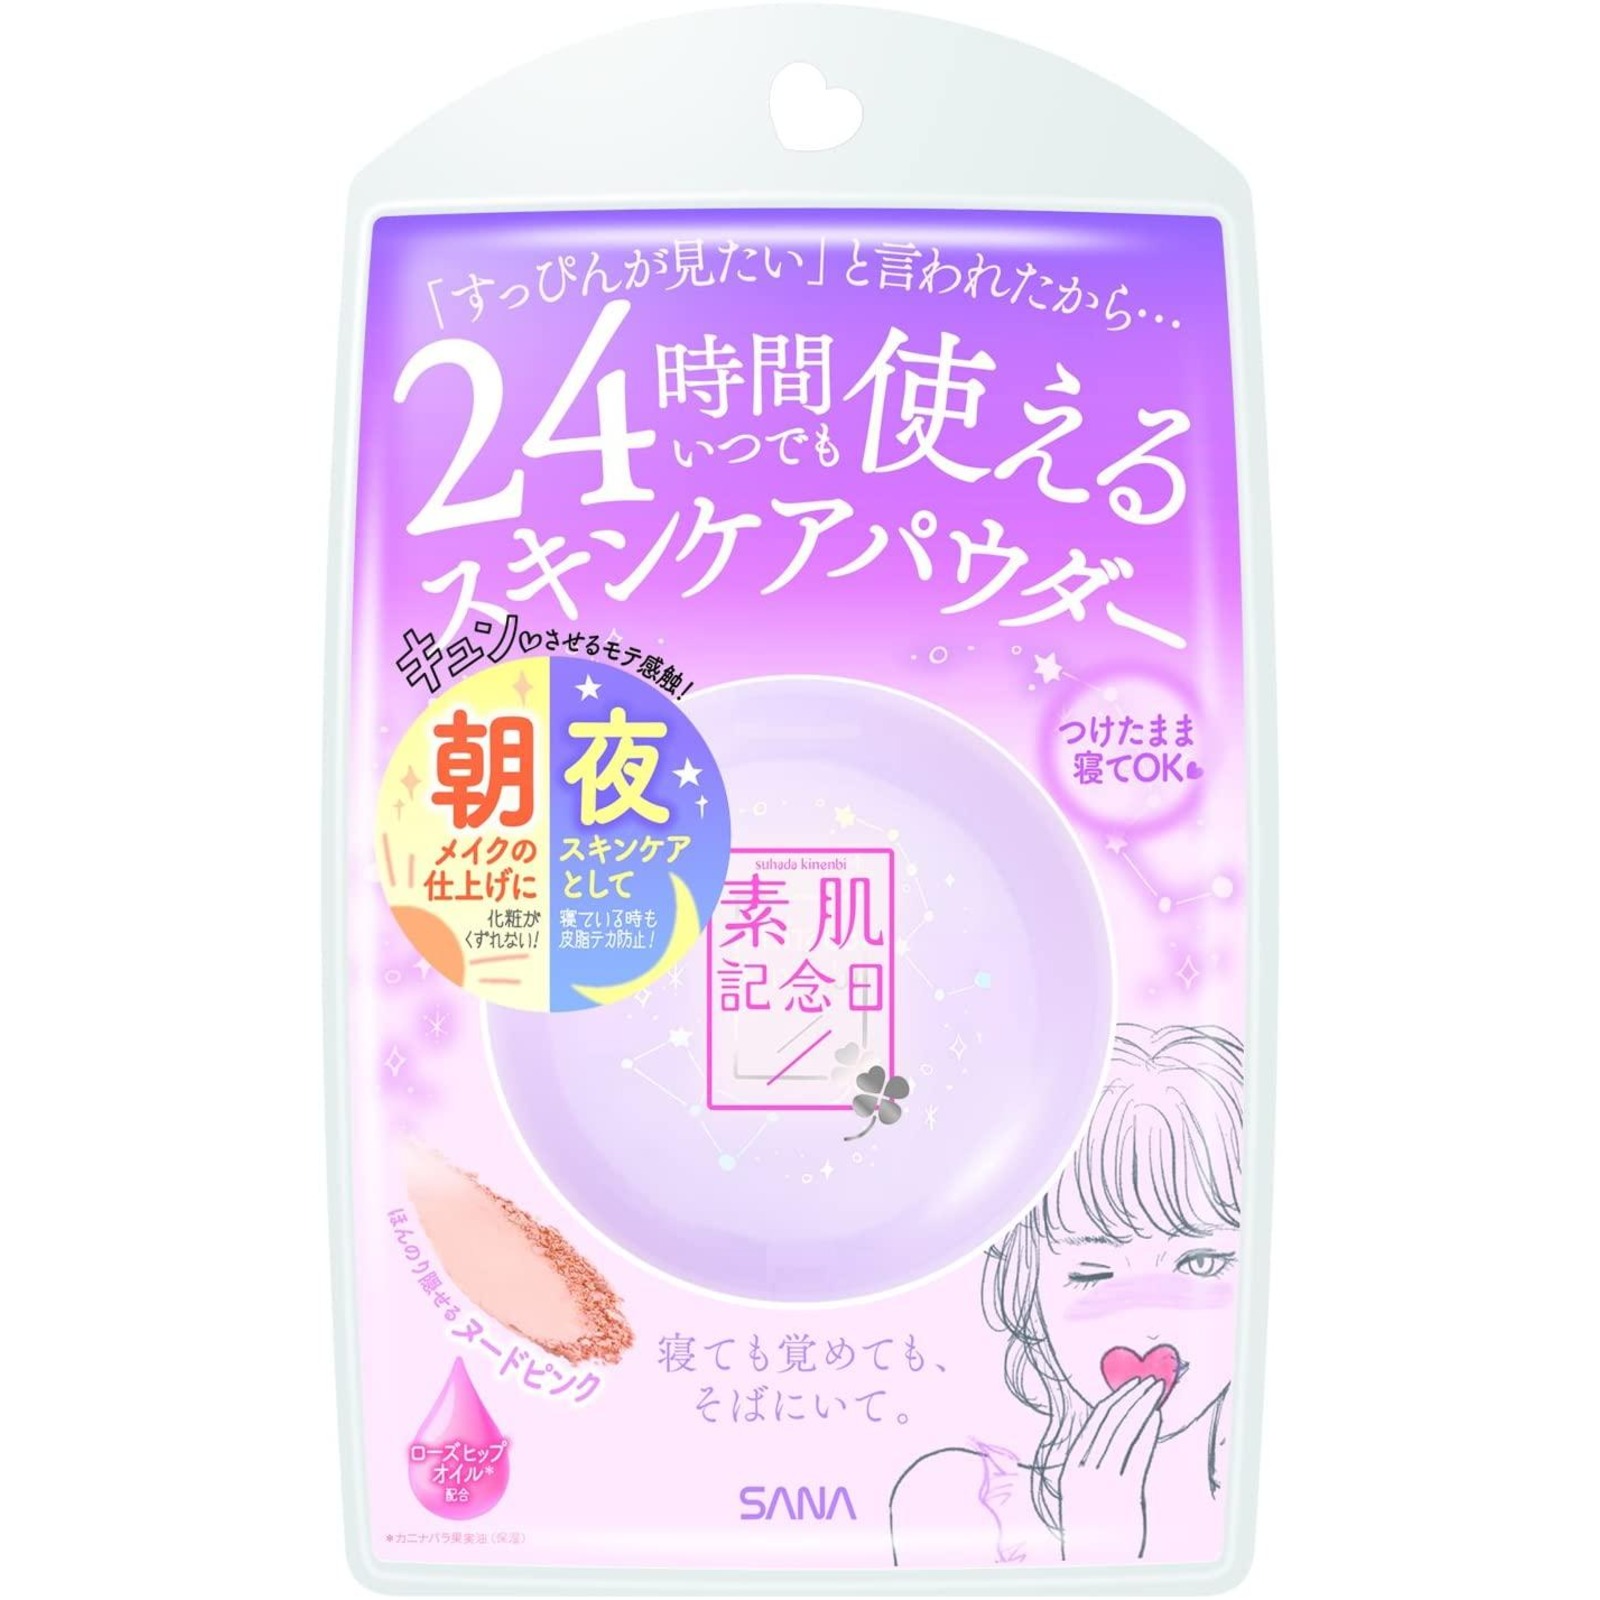 「すっぴんが見たい」と言われたから…
24時間いつでも使える
スキンケアパウダー
キュン♡させるモテ感触!
朝
メイクの
仕上げに
化粧が
くずれない!
夜
スキンケア
として
寝ている時も
皮脂テカ防止!
つけたまま
寝てOK♥
suhada kinenbi
素肌
記念日
ほんのり隠せる
ヌードピンク
寝ても覚めても、
そばにいて。
ローズヒップ
オイル*
配合
SANA
*カニナバラ果実油(保湿)